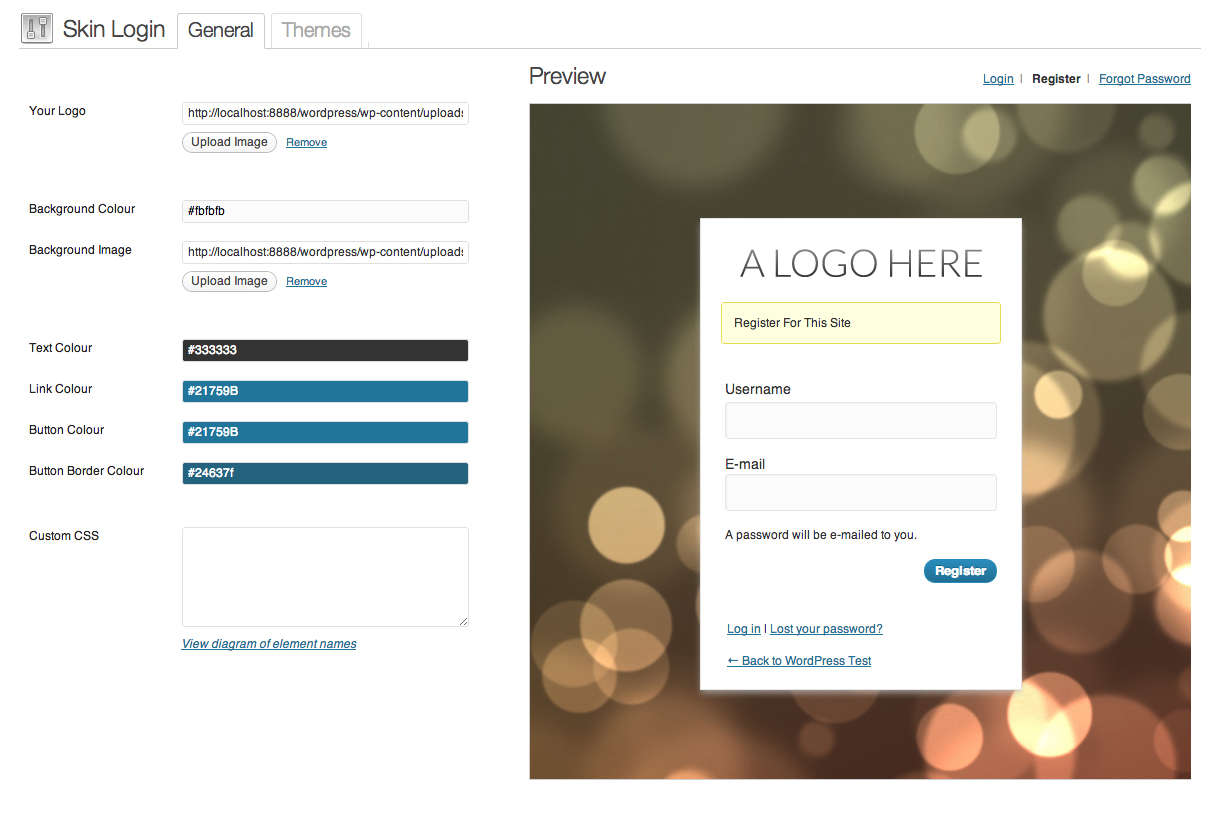 Skin Login
General
Themes
Preview
Login | Register | Forgot Password
Your Logo
http://localhost:8888/wordpress/wp-content/uploads
Upload Image
Remove
Background Colour
#fbfbfb
Background Image
http://localhost:8888/wordpress/wp-content/uploads
Upload Image
Remove
Text Colour
#333333
Link Colour
#21759B
Button Colour
#21759B
Button Border Colour
#24637f
Custom CSS
View diagram of element names
A LOGO HERE
Register For This Site
Username
E-mail
A password will be e-mailed to you.
Register
Log in | Lost your password?
← Back to WordPress Test